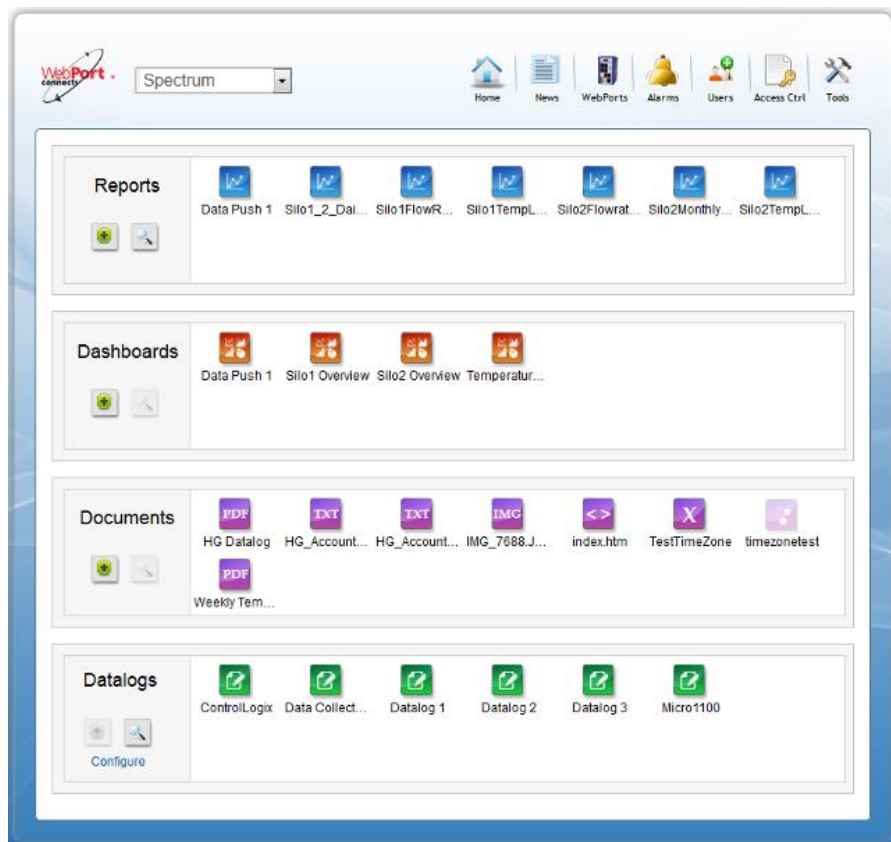 WebPort .
connects
Spectrum
Home News WebPorts Alarms Users Access Ctrl Tools
Reports
Data Push 1 Silo1_2_Dai... Silo1FlowR... Silo1TempL... Silo2Flowrat... Silo2Monthly... Silo2TempL...
Dashboards
Data Push 1 Silo1 Overview Silo2 Overview Temperatur...
Documents
PDF TXT TXT IMG <> X
HG Datalog HG_Account... HG_Account... IMG_7688.J... index.htm TestTimeZone timezonetest
PDF
Weekly Tem...
Datalogs
ControlLogix Data Collect... Datalog 1 Datalog 2 Datalog 3 Micro1100
Configure